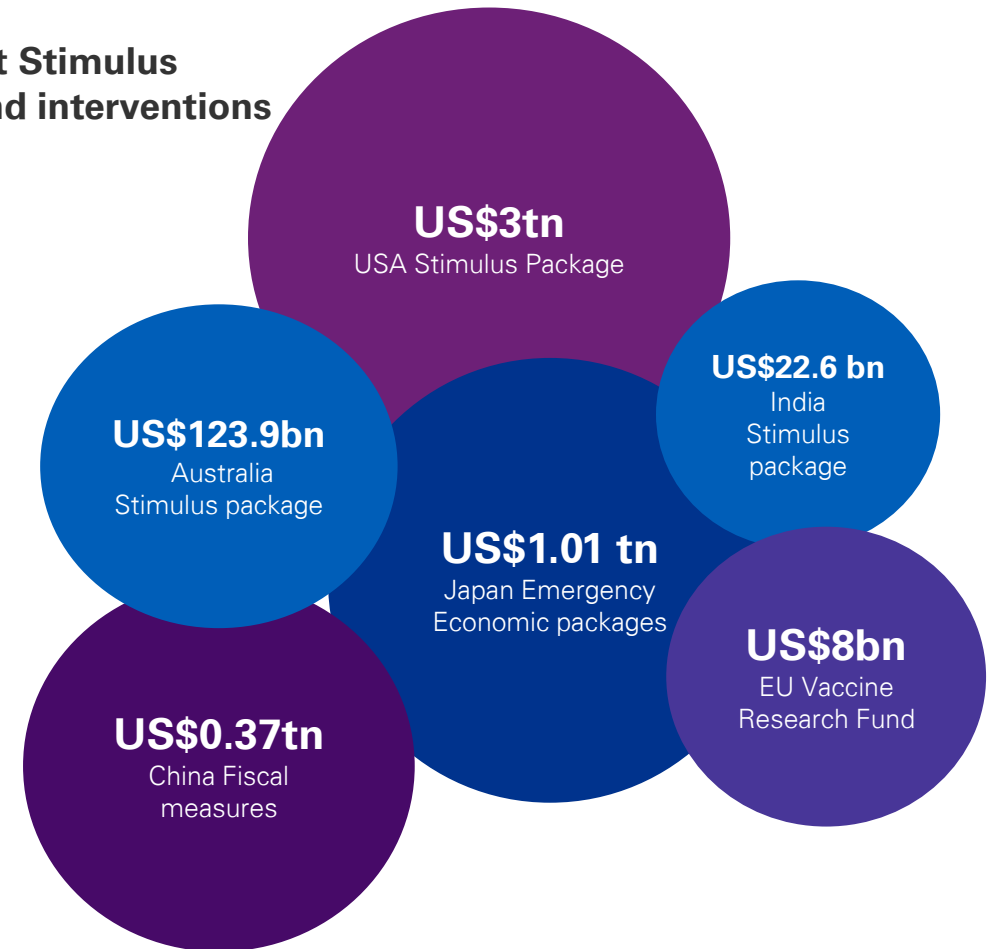 t Stimulus
nd interventions
US$3tn
USA Stimulus Package
US$22.6 bn
India
Stimulus
package
US$123.9bn
Australia
Stimulus package
US$1.01 tn
Japan Emergency
Economic packages
US$8bn
EU Vaccine
Research Fund
US$0.37tn
China Fiscal
measures